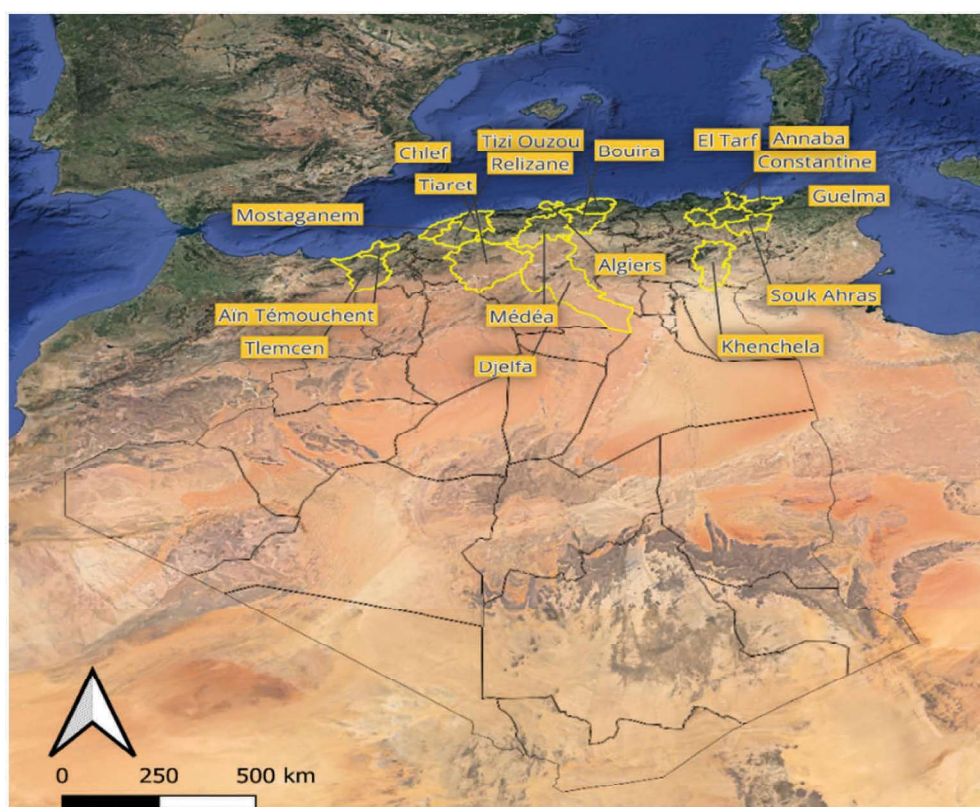 Tizi Ouzou
El Tarf
Annaba
Chlef
Relizane
Bouira
Constantine
Tiaret
Guelma
Mostaganem
Algiers
Souk Ahras
Aïn Témouchent
Médéa
Tlemcen
Khenchela
Djelfa
0 250 500 km